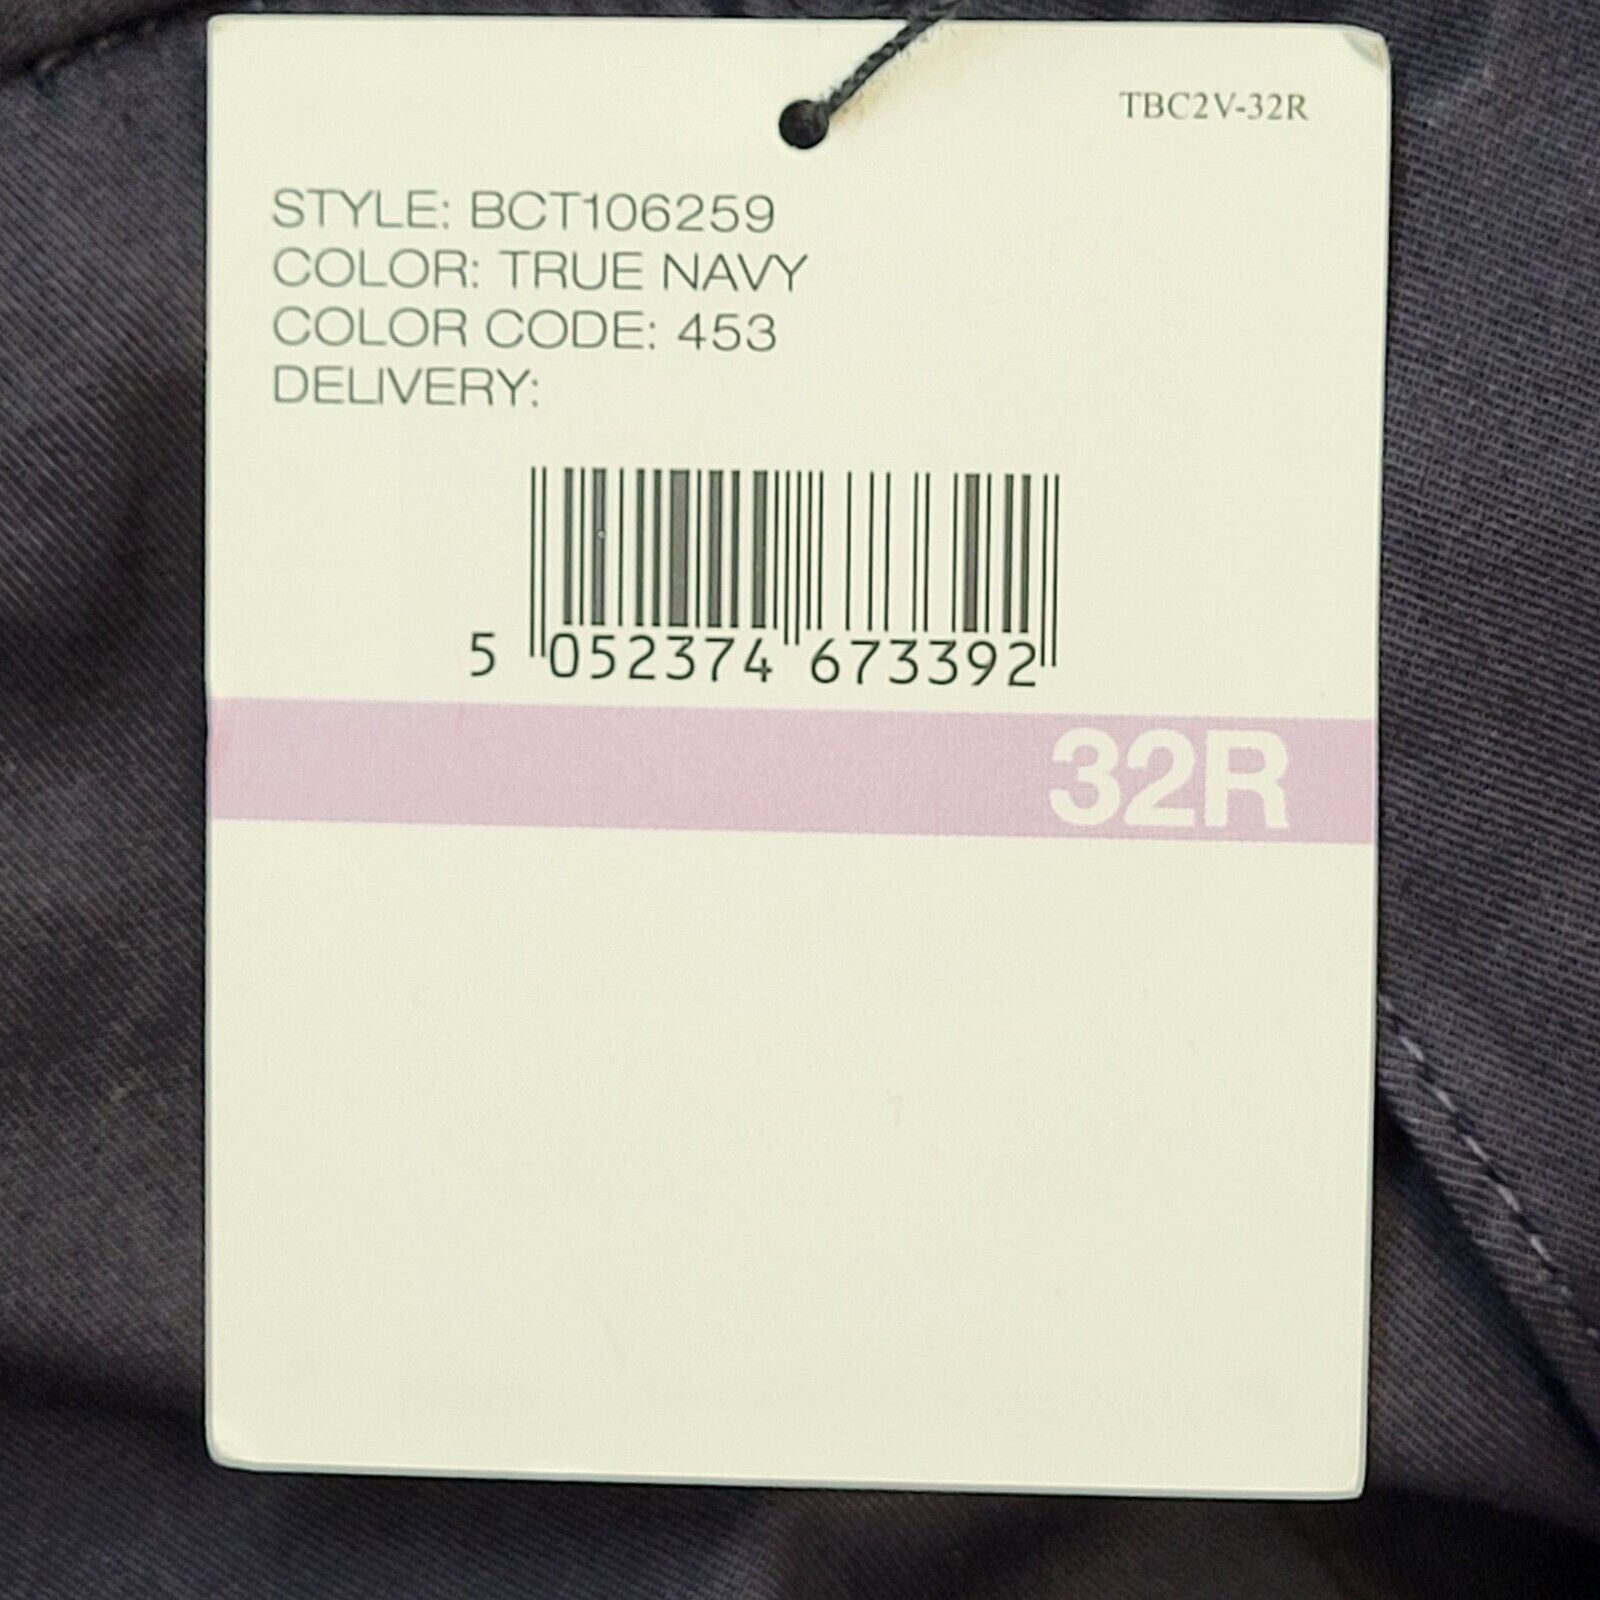 TBC2V-32R
STYLE: BCT106259
COLOR: TRUE NAVY
COLOR CODE: 453
DELIVERY:
5 052374 673392
32R